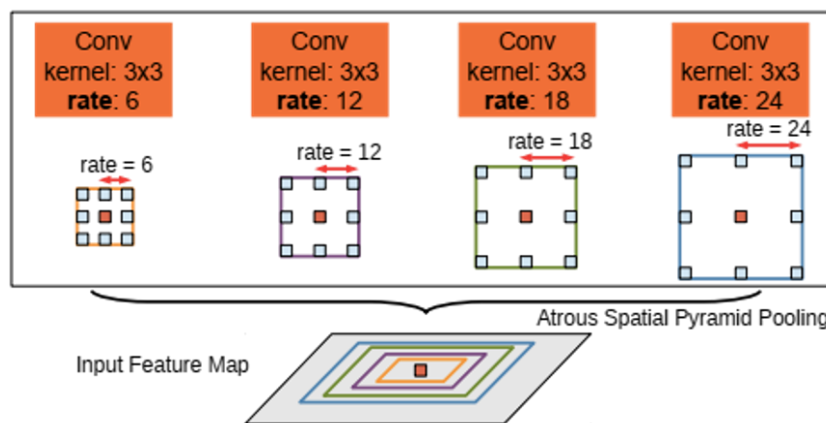 Conv
kernel: 3x3
rate: 6
Conv
kernel: 3x3
rate: 12
Conv
kernel: 3x3
rate: 18
Conv
kernel: 3x3
rate: 24
rate = 6
rate = 12
rate = 18
rate = 24
Atrous Spatial Pyramid Pooling
Input Feature Map